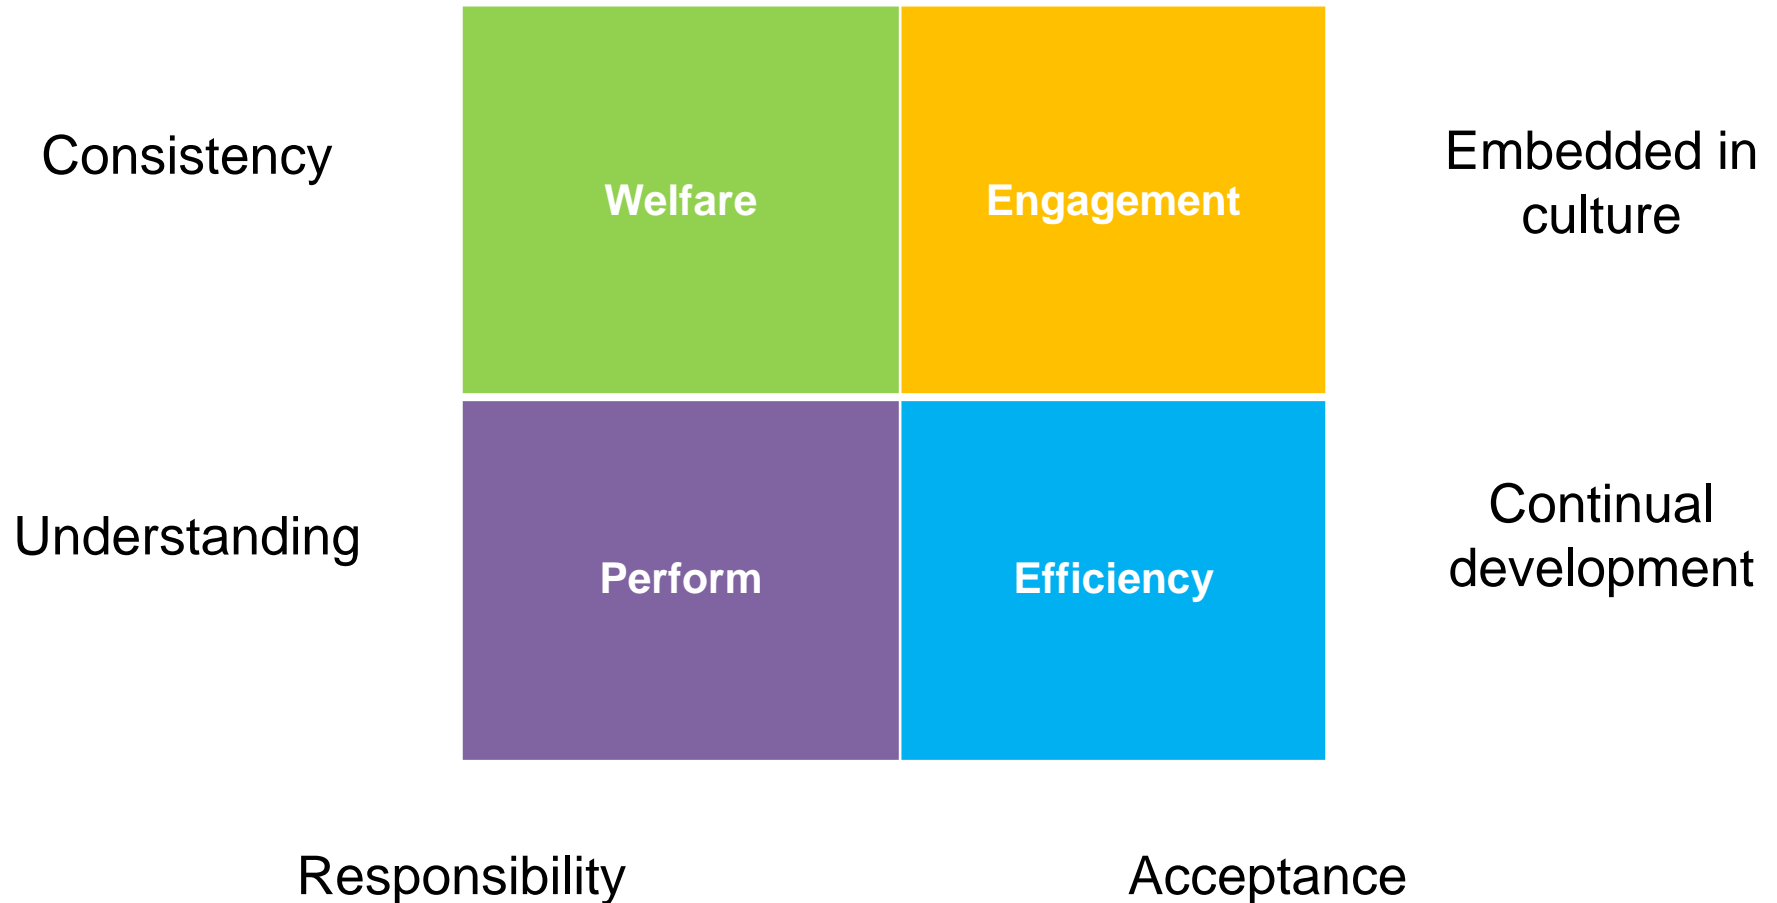 Consistency
Welfare
Engagement
Embedded in
culture
Understanding
Perform
Efficiency
Continual
development
Responsibility
Acceptance